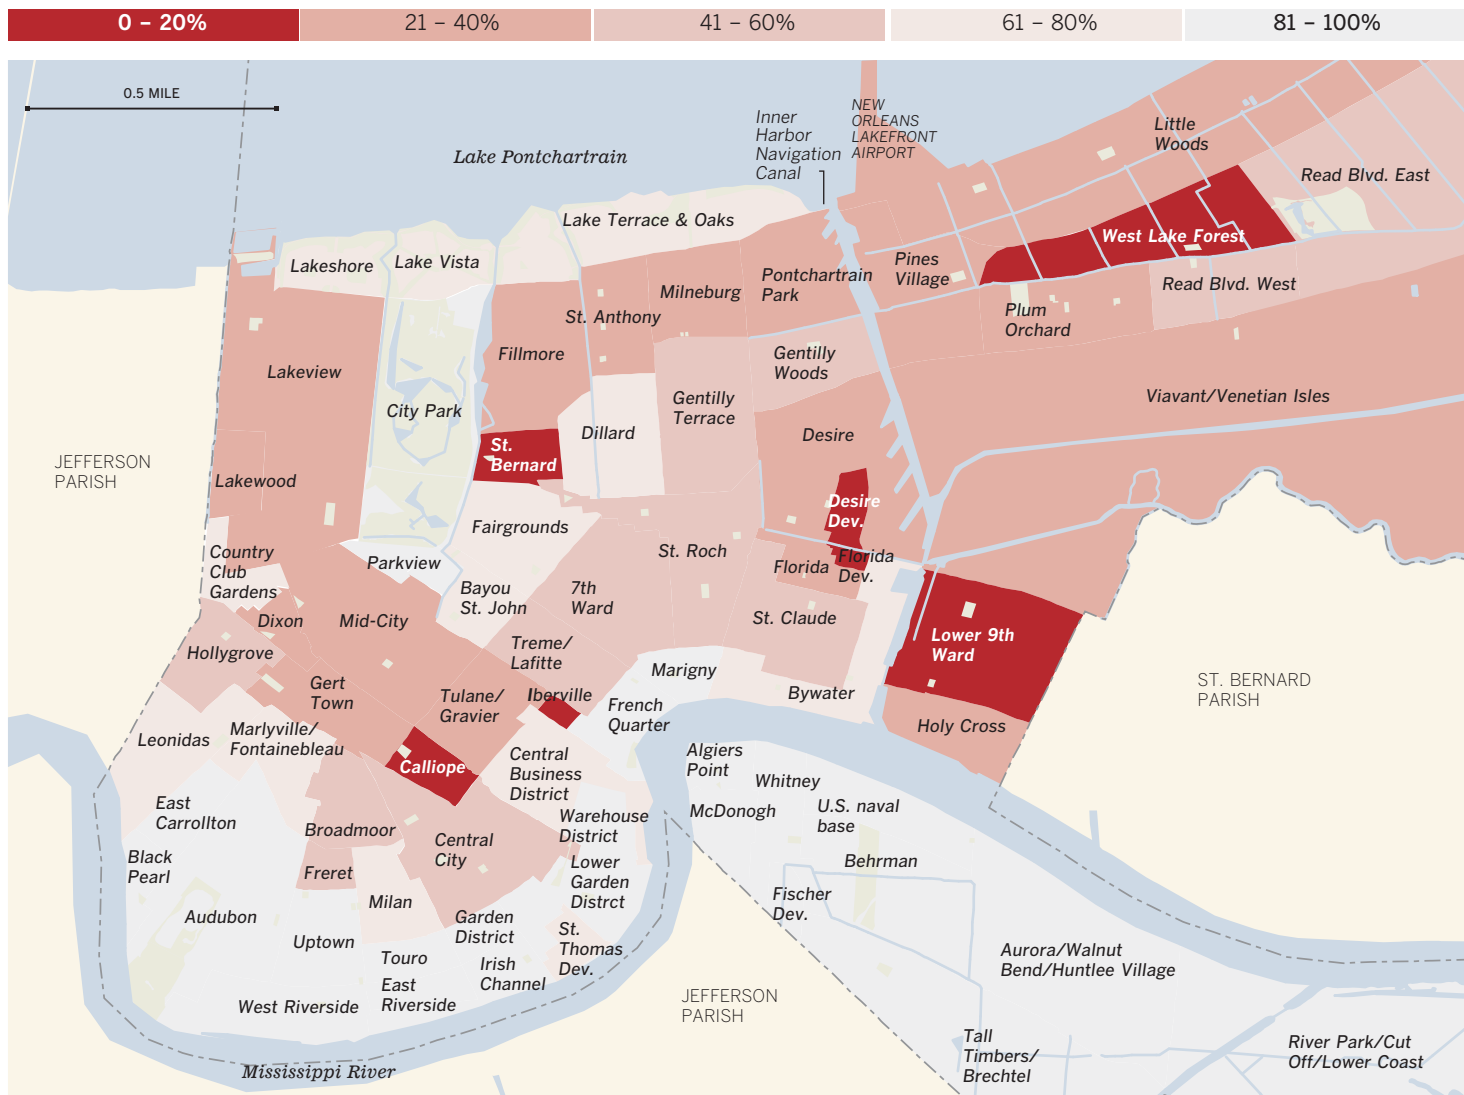 0 – 20%
21 – 40%
41 – 60%
61 – 80%
81 – 100%
0.5 MILE
Lake Pontchartrain
Inner
Harbor
Navigation
Canal
NEW
ORLEANS
LAKEFRONT
AIRPORT
Little
Woods
Read Blvd. East
Lake Terrace & Oaks
Lakeshore
Lake Vista
West Lake Forest
Pontchartrain
Park
Pines
Village
Read Blvd. West
Milneburg
St. Anthony
Plum
Orchard
Fillmore
Lakeview
Gentilly
Woods
City Park
Gentilly
Terrace
Viavant/Venetian Isles
Dillard
Desire
St.
Bernard
JEFFERSON
PARISH
Lakewood
Desire
Dev.
Fairgrounds
Country
Club
Gardens
Parkview
St. Roch
Florida
Florida
Dev.
Bayou
St. John
7th
Ward
Dixon
Mid-City
St. Claude
Lower 9th
Ward
Hollygrove
Treme/
Lafitte
Marigny
ST. BERNARD
PARISH
Gert
Town
Tulane/
Gravier
Iberville
Bywater
French
Quarter
Holy Cross
Leonidas
Marlyville/
Fontainebleau
Calliope
Central
Business
District
Algiers
Point
Whitney
East
Carrollton
McDonogh
U.S. naval
base
Warehouse
District
Broadmoor
Central
City
Black
Pearl
Behrman
Lower
Garden
Distrct
Freret
Fischer
Dev.
Milan
Audubon
Garden
District
Uptown
St.
Thomas
Dev.
Touro
Irish
Channel
Aurora/Walnut
Bend/Huntlee Village
East
Riverside
West Riverside
JEFFERSON
PARISH
Tall
Timbers/
Brechtel
River Park/Cut
Off/Lower Coast
Mississippi River